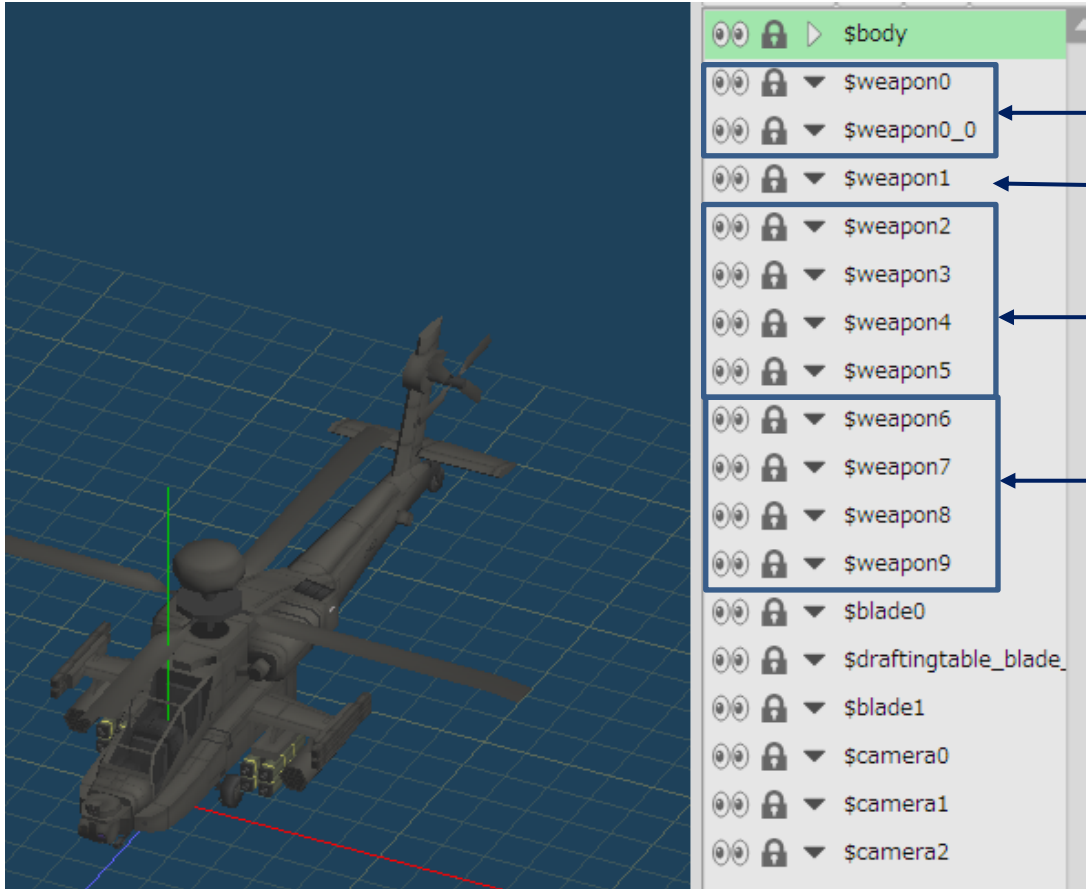 $body
$weapon0
$weapon0_0
$weapon1
$weapon2
$weapon3
$weapon4
$weapon5
$weapon6
$weapon7
$weapon8
$weapon9
$blade0
$draftingtable_blade_
$blade1
$camera0
$camera1
$camera2